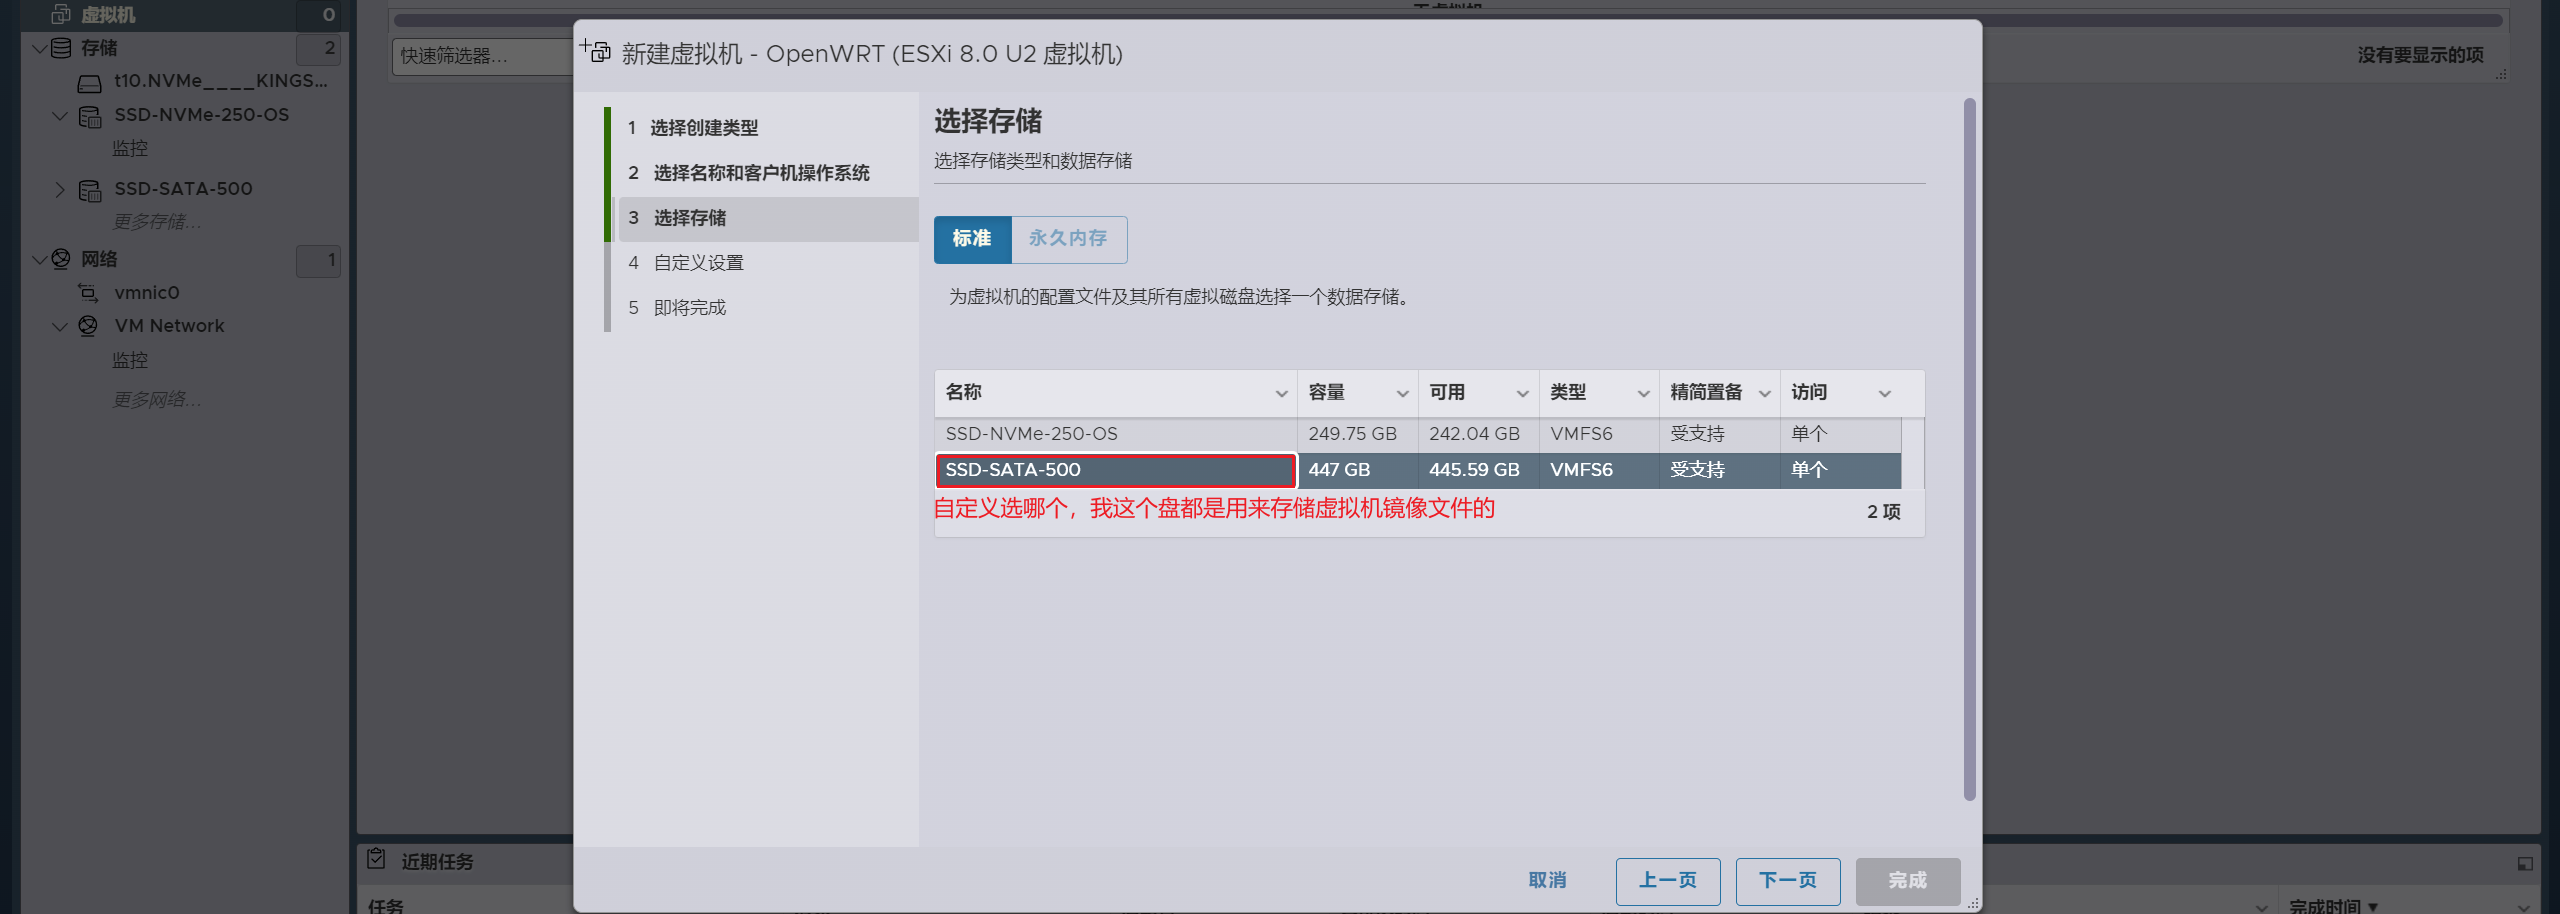 虚拟机 0
存储 2
t10.NVMe____KINGS...
SSD-NVMe-250-OS
监控
SSD-SATA-500
更多存储...
网络 1
vmnic0
VM Network
监控
更多网络...
快速筛选器...
没有要显示的项
新建虚拟机 - OpenWRT (ESXi 8.0 U2 虚拟机)
1 选择创建类型
2 选择名称和客户机操作系统
3 选择存储
4 自定义设置
5 即将完成
选择存储
选择存储类型和数据存储
标准 永久内存
为虚拟机的配置文件及其所有虚拟磁盘选择一个数据存储。
名称 容量 可用 类型 精简置备 访问
SSD-NVMe-250-OS 249.75 GB 242.04 GB VMFS6 受支持 单个
SSD-SATA-500 447 GB 445.59 GB VMFS6 受支持 单个
自定义选哪个，我这个盘都是用来存储虚拟机镜像文件的
2 项
取消 上一页 下一页 完成
近期任务
任务 完成时间